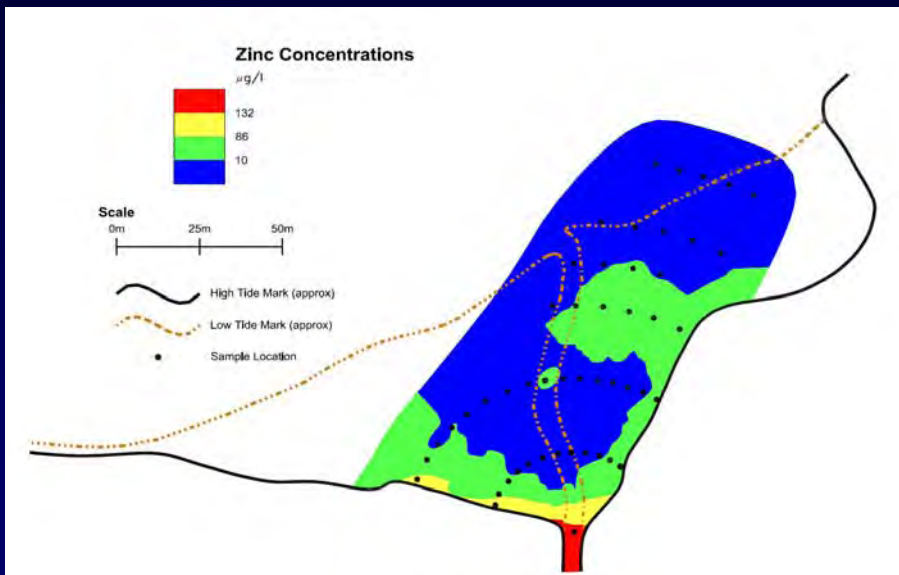 Zinc Concentrations
µg/l
132
86
10
Scale
0m 25m 50m
High Tide Mark (approx)
Low Tide Mark (approx)
Sample Location